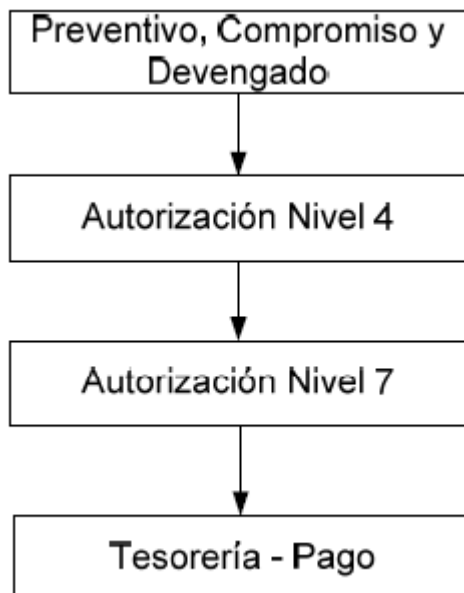 Preventivo, Compromiso y
Devengado
Autorización Nivel 4
Autorización Nivel 7
Tesorería - Pago